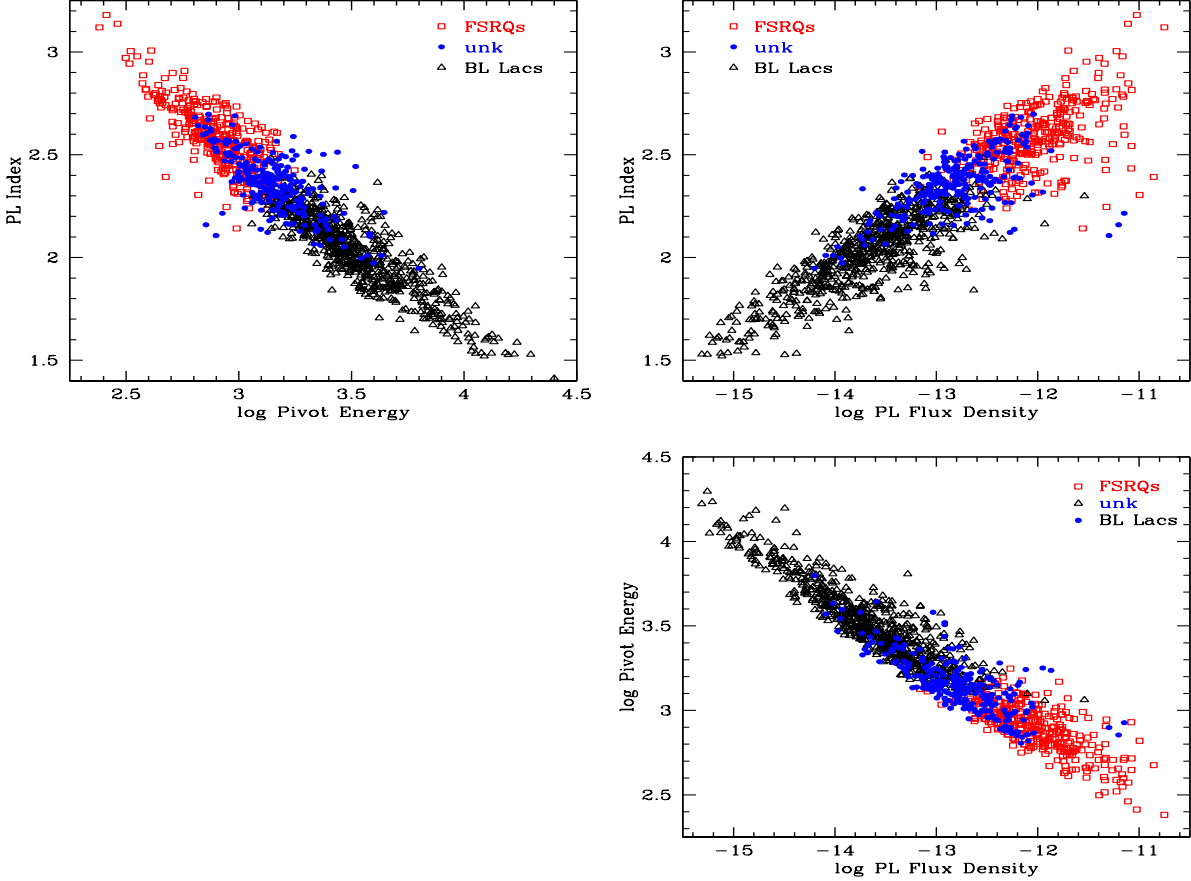 FSRQs
unk
BL Lacs
3
2.5
2
1.5
PL Index
2.5
3
3.5
4
4.5
log Pivot Energy
FSRQs
unk
BL Lacs
3
2.5
2
1.5
PL Index
−15
−14
−13
−12
−11
log PL Flux Density
FSRQs
unk
BL Lacs
4.5
4
3.5
3
2.5
log Pivot Energy
−15
−14
−13
−12
−11
log PL Flux Density